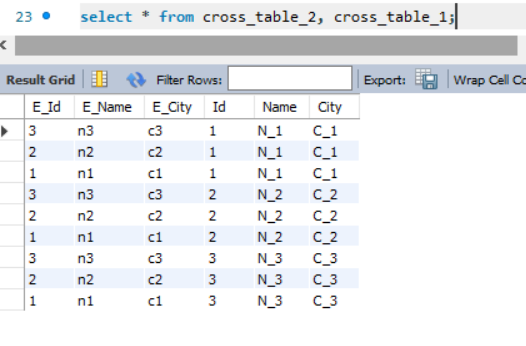 23 select * from cross_table_2, cross_table_1;
Result Grid Filter Rows: Export: Wrap Cell Co
E_Id E_Name E_City Id Name City
3 n3 c3 1 N_1 C_1
2 n2 c2 1 N_1 C_1
1 n1 c1 1 N_1 C_1
3 n3 c3 2 N_2 C_2
2 n2 c2 2 N_2 C_2
1 n1 c1 2 N_2 C_2
3 n3 c3 3 N_3 C_3
2 n2 c2 3 N_3 C_3
1 n1 c1 3 N_3 C_3